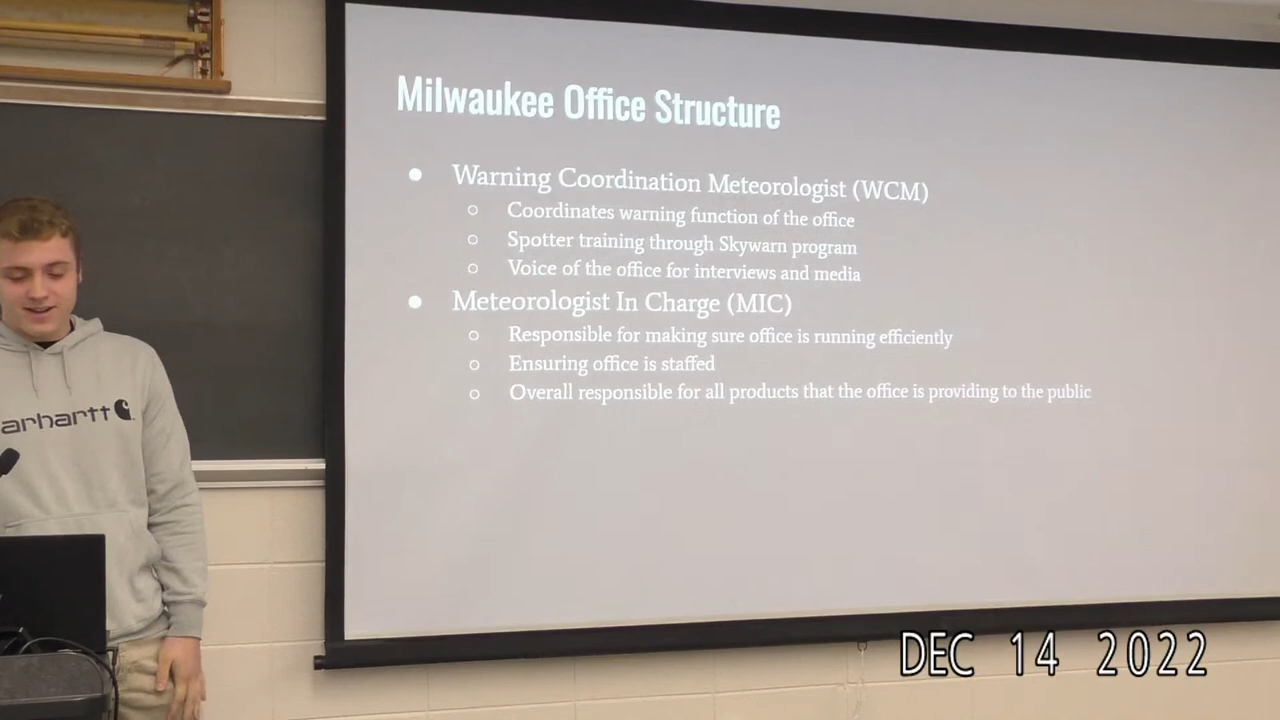 Milwaukee Office Structure
● Warning Coordination Meteorologist (WCM)
○ Coordinates warning function of the office
○ Spotter training through Skywarn program
○ Voice of the office for interviews and media
● Meteorologist In Charge (MIC)
○ Responsible for making sure office is running efficiently
○ Ensuring office is staffed
○ Overall responsible for all products that the office is providing to the public
arhartt
DEC 14 2022